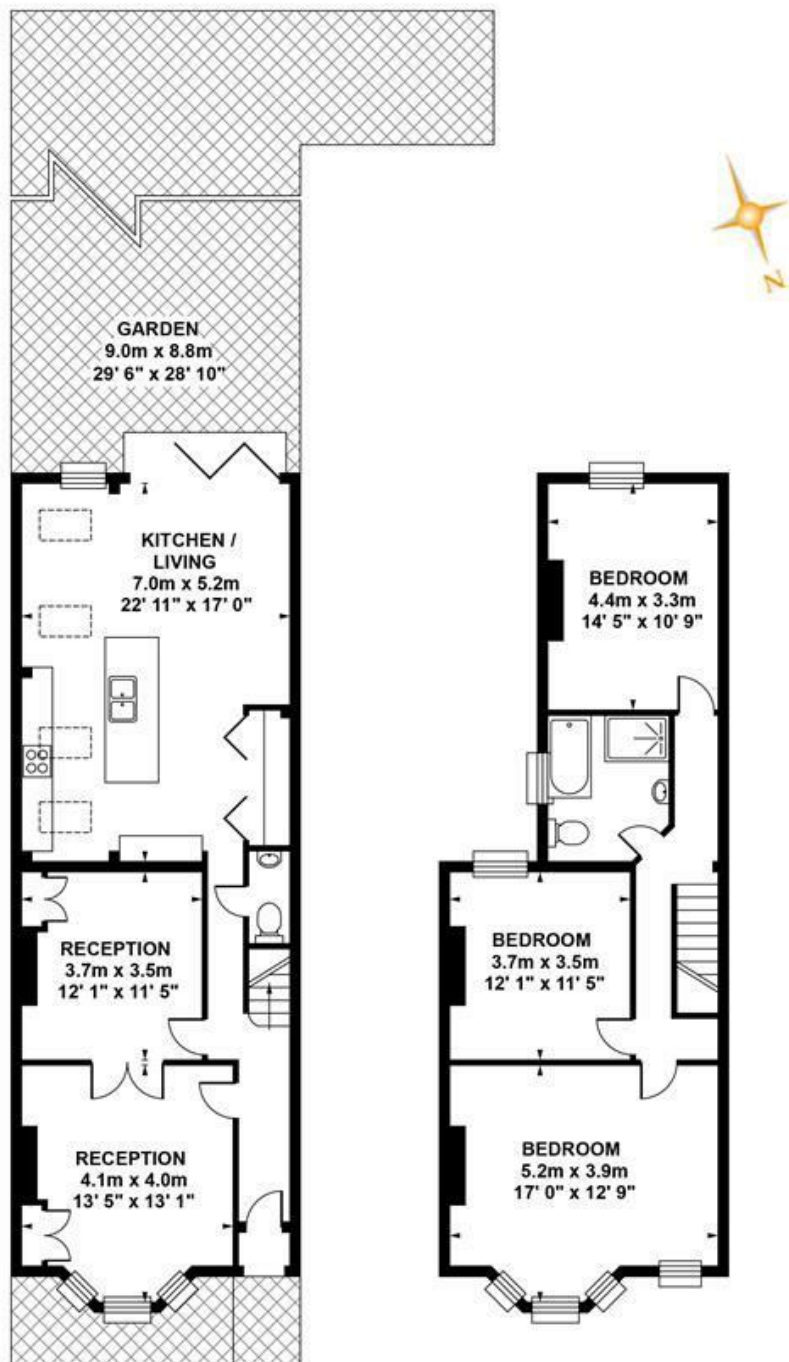 GARDEN
9.0m x 8.8m
29' 6" x 28' 10"
N
KITCHEN /
LIVING
7.0m x 5.2m
22' 11" x 17' 0"
RECEPTION
3.7m x 3.5m
12' 1" x 11' 5"
RECEPTION
4.1m x 4.0m
13' 5" x 13' 1"
BEDROOM
4.4m x 3.3m
14' 5" x 10' 9"
BEDROOM
3.7m x 3.5m
12' 1" x 11' 5"
BEDROOM
5.2m x 3.9m
17' 0" x 12' 9"